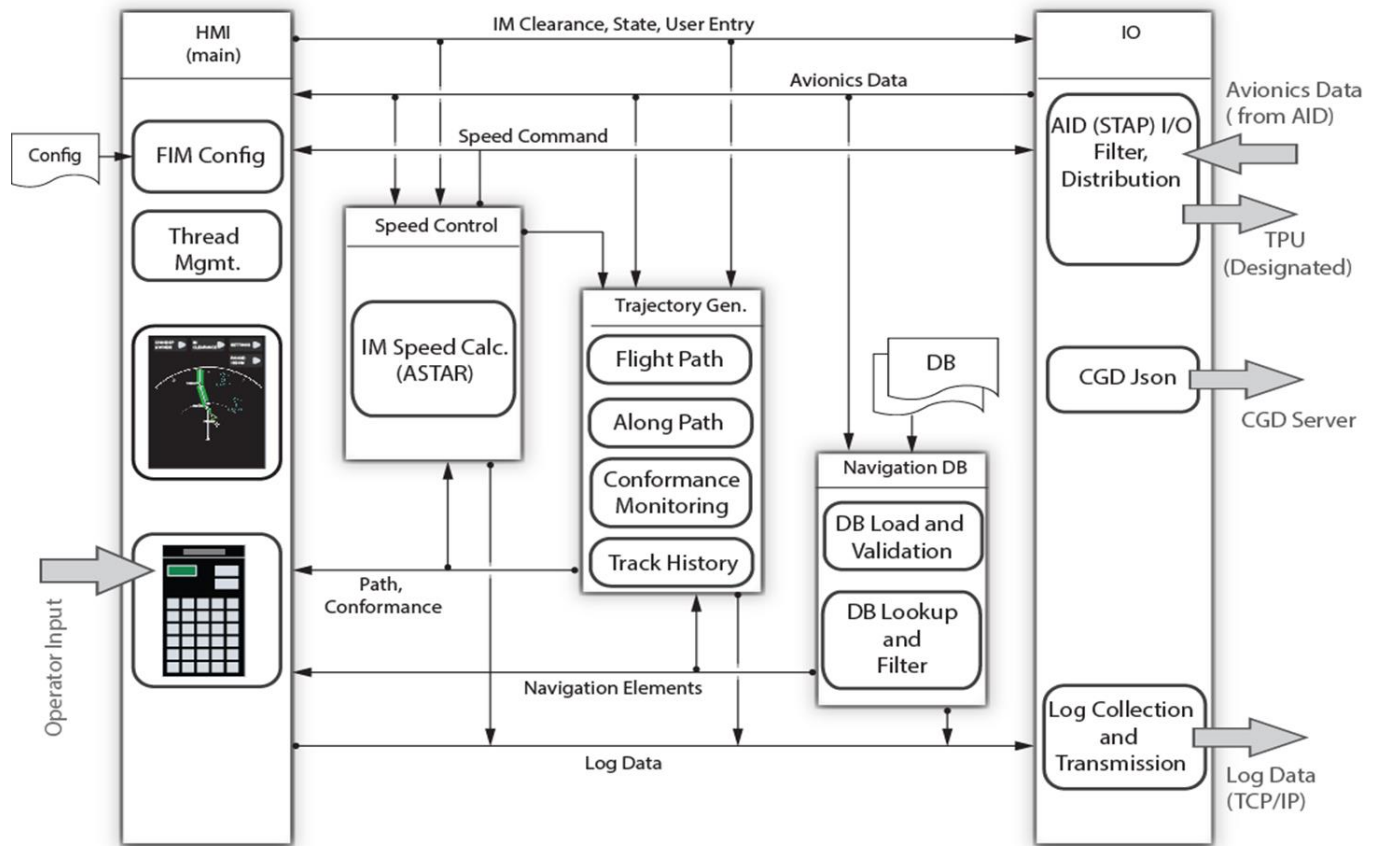 HMI
(main)
IM Clearance, State, User Entry
IO
Avionics Data
Avionics Data
( from AID)
Config
FIM Config
Speed Command
AID (STAP) I/O
Filter,
Distribution
TPU
(Designated)
Thread
Mgmt.
Speed Control
IM Speed Calc.
(ASTAR)
Trajectory Gen.
Flight Path
Along Path
Conformance
Monitoring
Track History
DB
CGD Json
CGD Server
Navigation DB
DB Load and
Validation
DB Lookup
and
Filter
Operator Input
Path,
Conformance
Navigation Elements
Log Data
Log Collection
and
Transmission
Log Data
(TCP/IP)